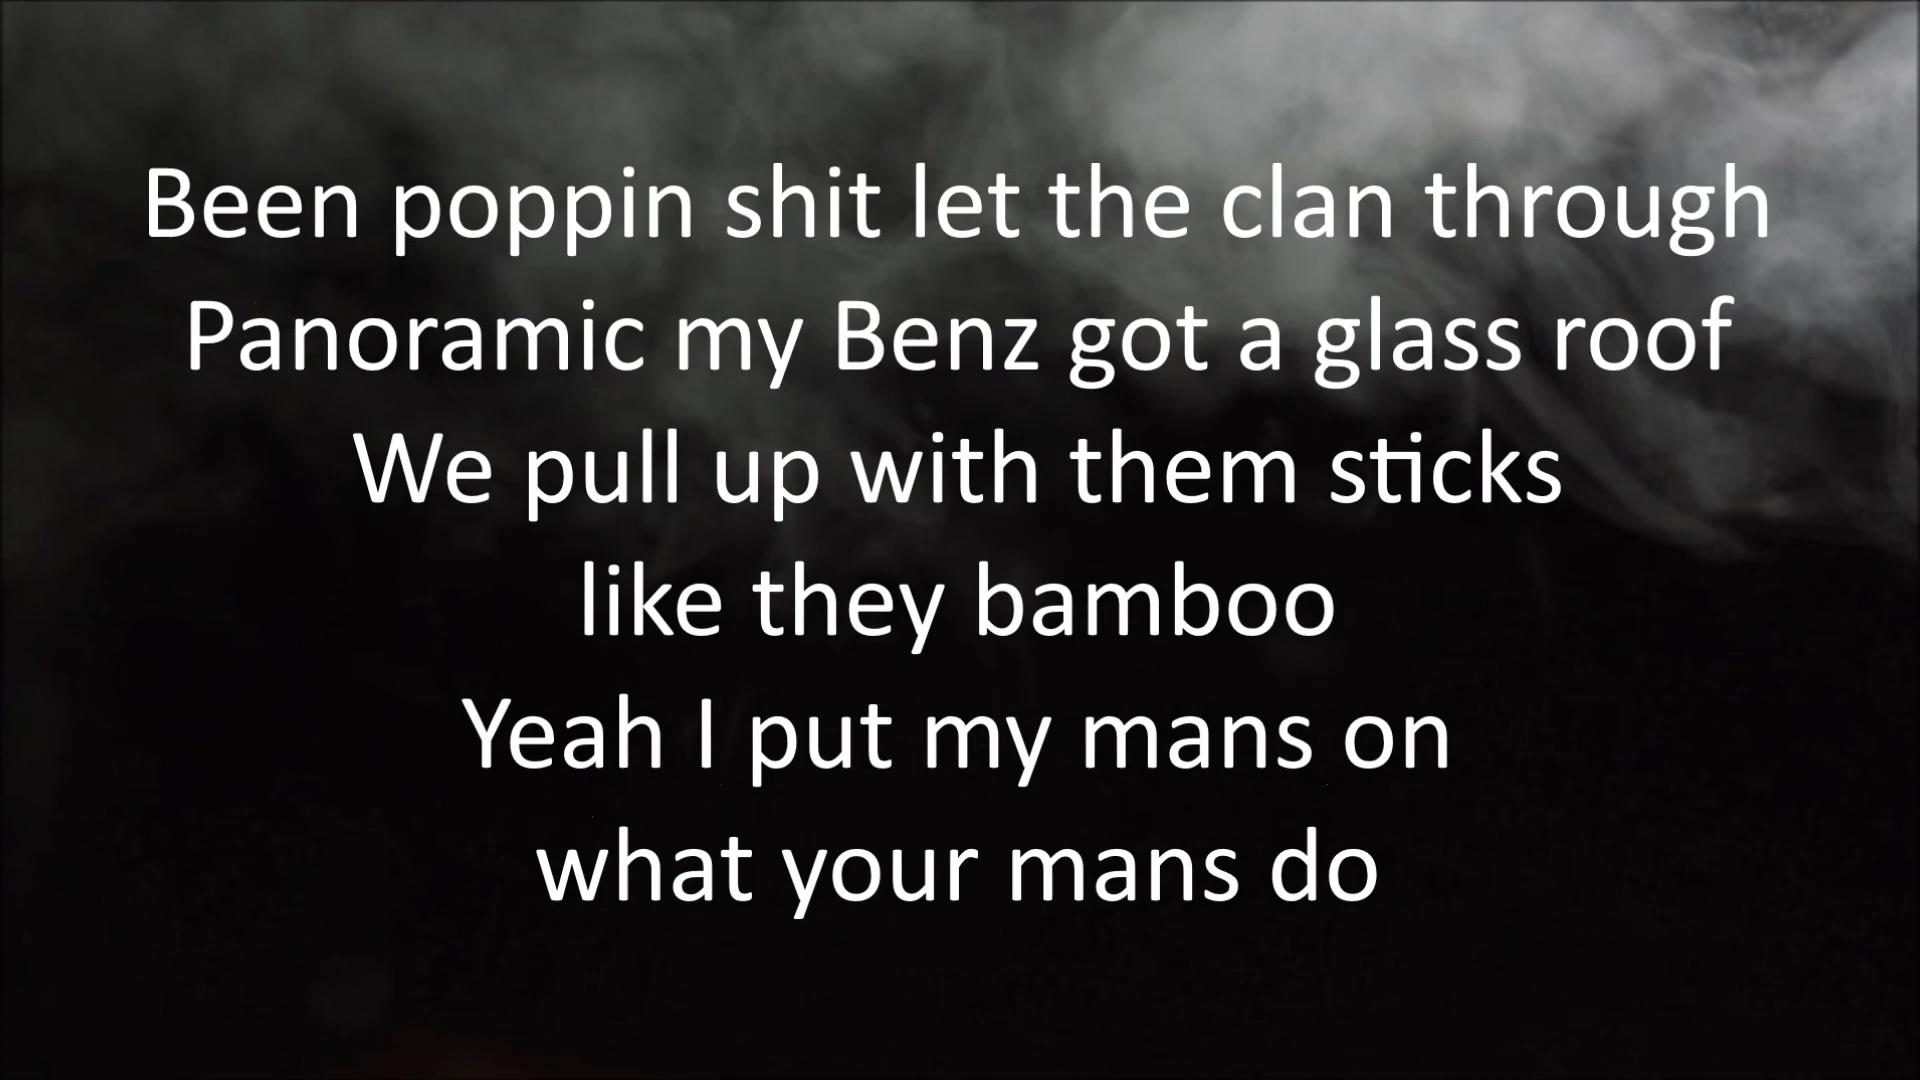 Been poppin shit let the clan through
Panoramic my Benz got a glass roof
We pull up with them sticks
like they bamboo
Yeah I put my mans on
what your mans do